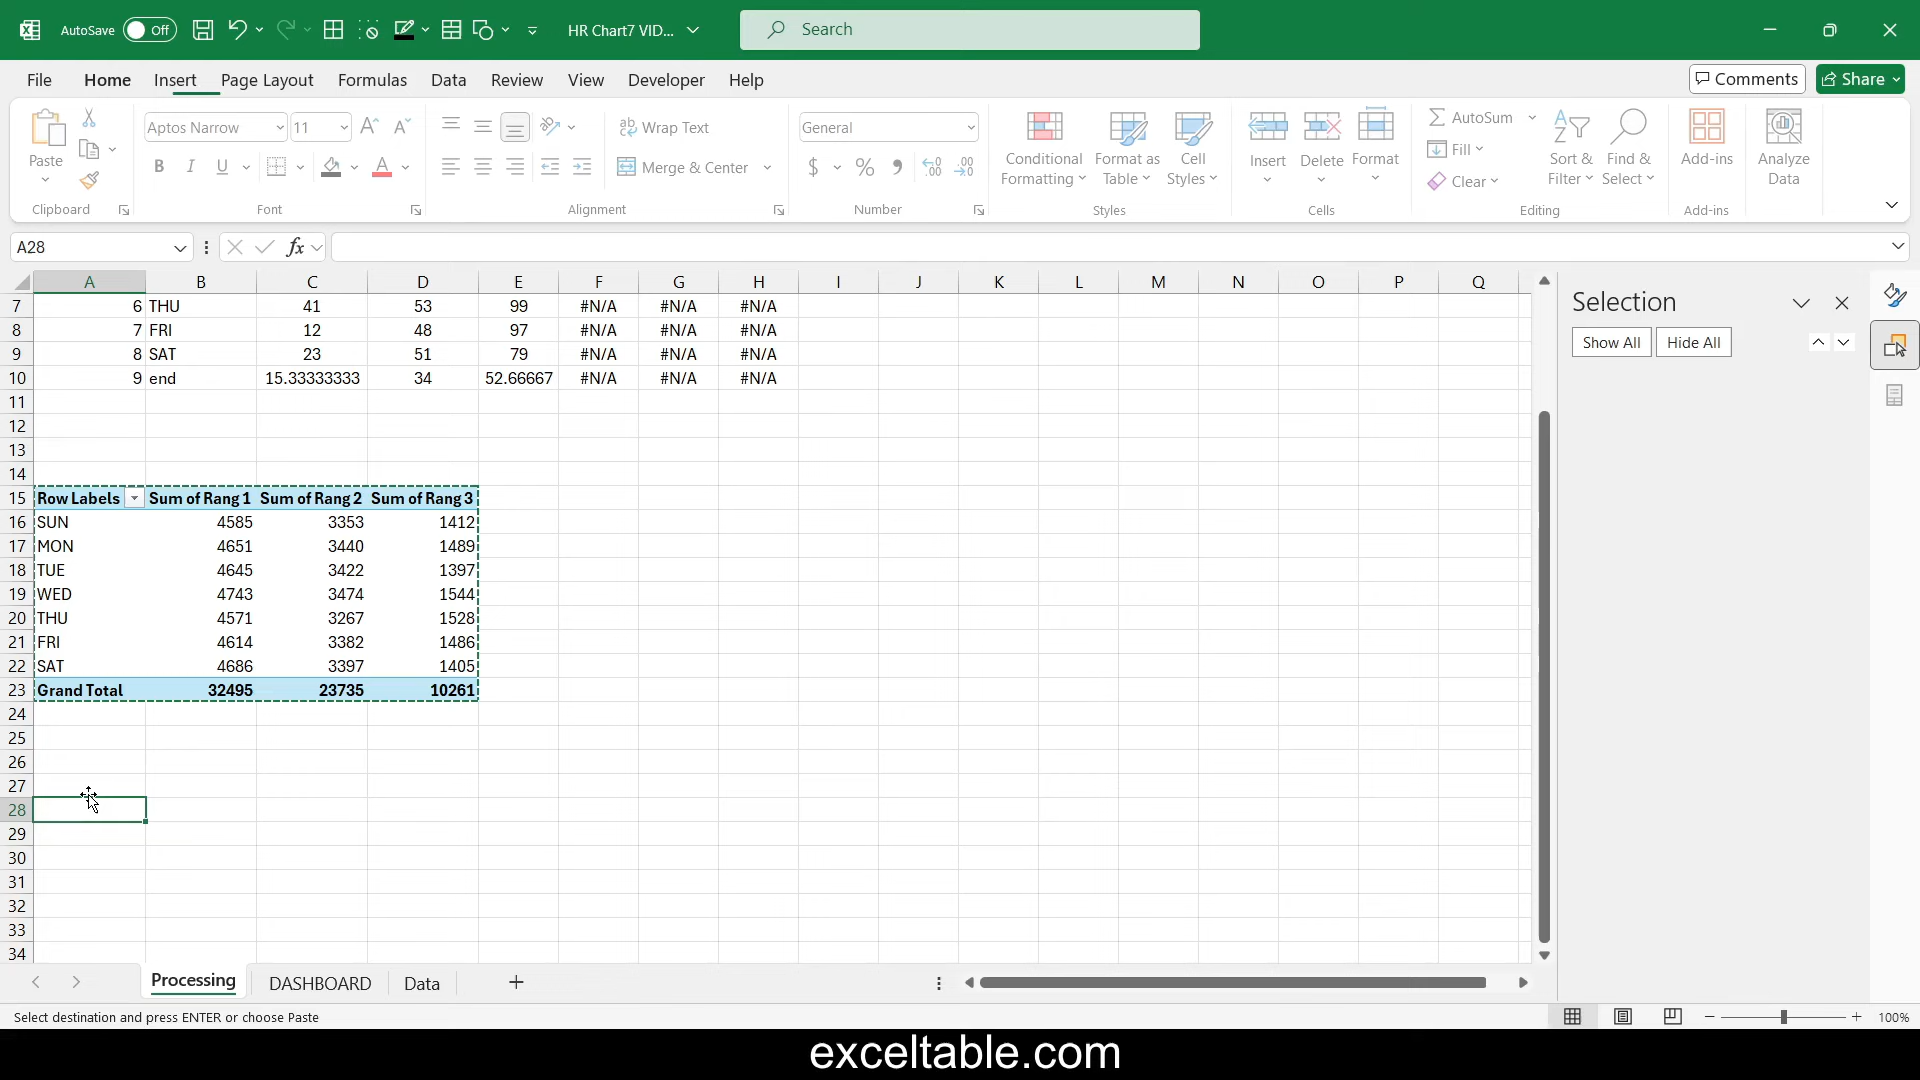 AutoSave Off HR Chart7 VID... Search
File Home Insert Page Layout Formulas Data Review View Developer Help Comments Share
Aptos Narrow 11 Wrap Text General AutoSum
Paste B I U Merge & Center $ % Conditional Formatting Format as Table Cell Styles Insert Delete Format Fill Clear Sort & Filter Find & Select Add-ins Analyze Data
Clipboard Font Alignment Number Styles Cells Editing Add-ins
A28 fx
A B C D E F G H I J K L M N O P Q
7 6 THU 41 53 99 #N/A #N/A #N/A
8 7 FRI 12 48 97 #N/A #N/A #N/A
9 8 SAT 23 51 79 #N/A #N/A #N/A
10 9 end 15.33333333 34 52.66667 #N/A #N/A #N/A
11
12
13
14
15 Row Labels Sum of Rang 1 Sum of Rang 2 Sum of Rang 3
16 SUN 4585 3353 1412
17 MON 4651 3440 1489
18 TUE 4645 3422 1397
19 WED 4743 3474 1544
20 THU 4571 3267 1528
21 FRI 4614 3382 1486
22 SAT 4686 3397 1405
23 Grand Total 32495 23735 10261
24
25
26
27
28
29
30
31
32
33
34
Selection
Show All Hide All
Processing DASHBOARD Data
Select destination and press ENTER or choose Paste 100%
exceltable.com